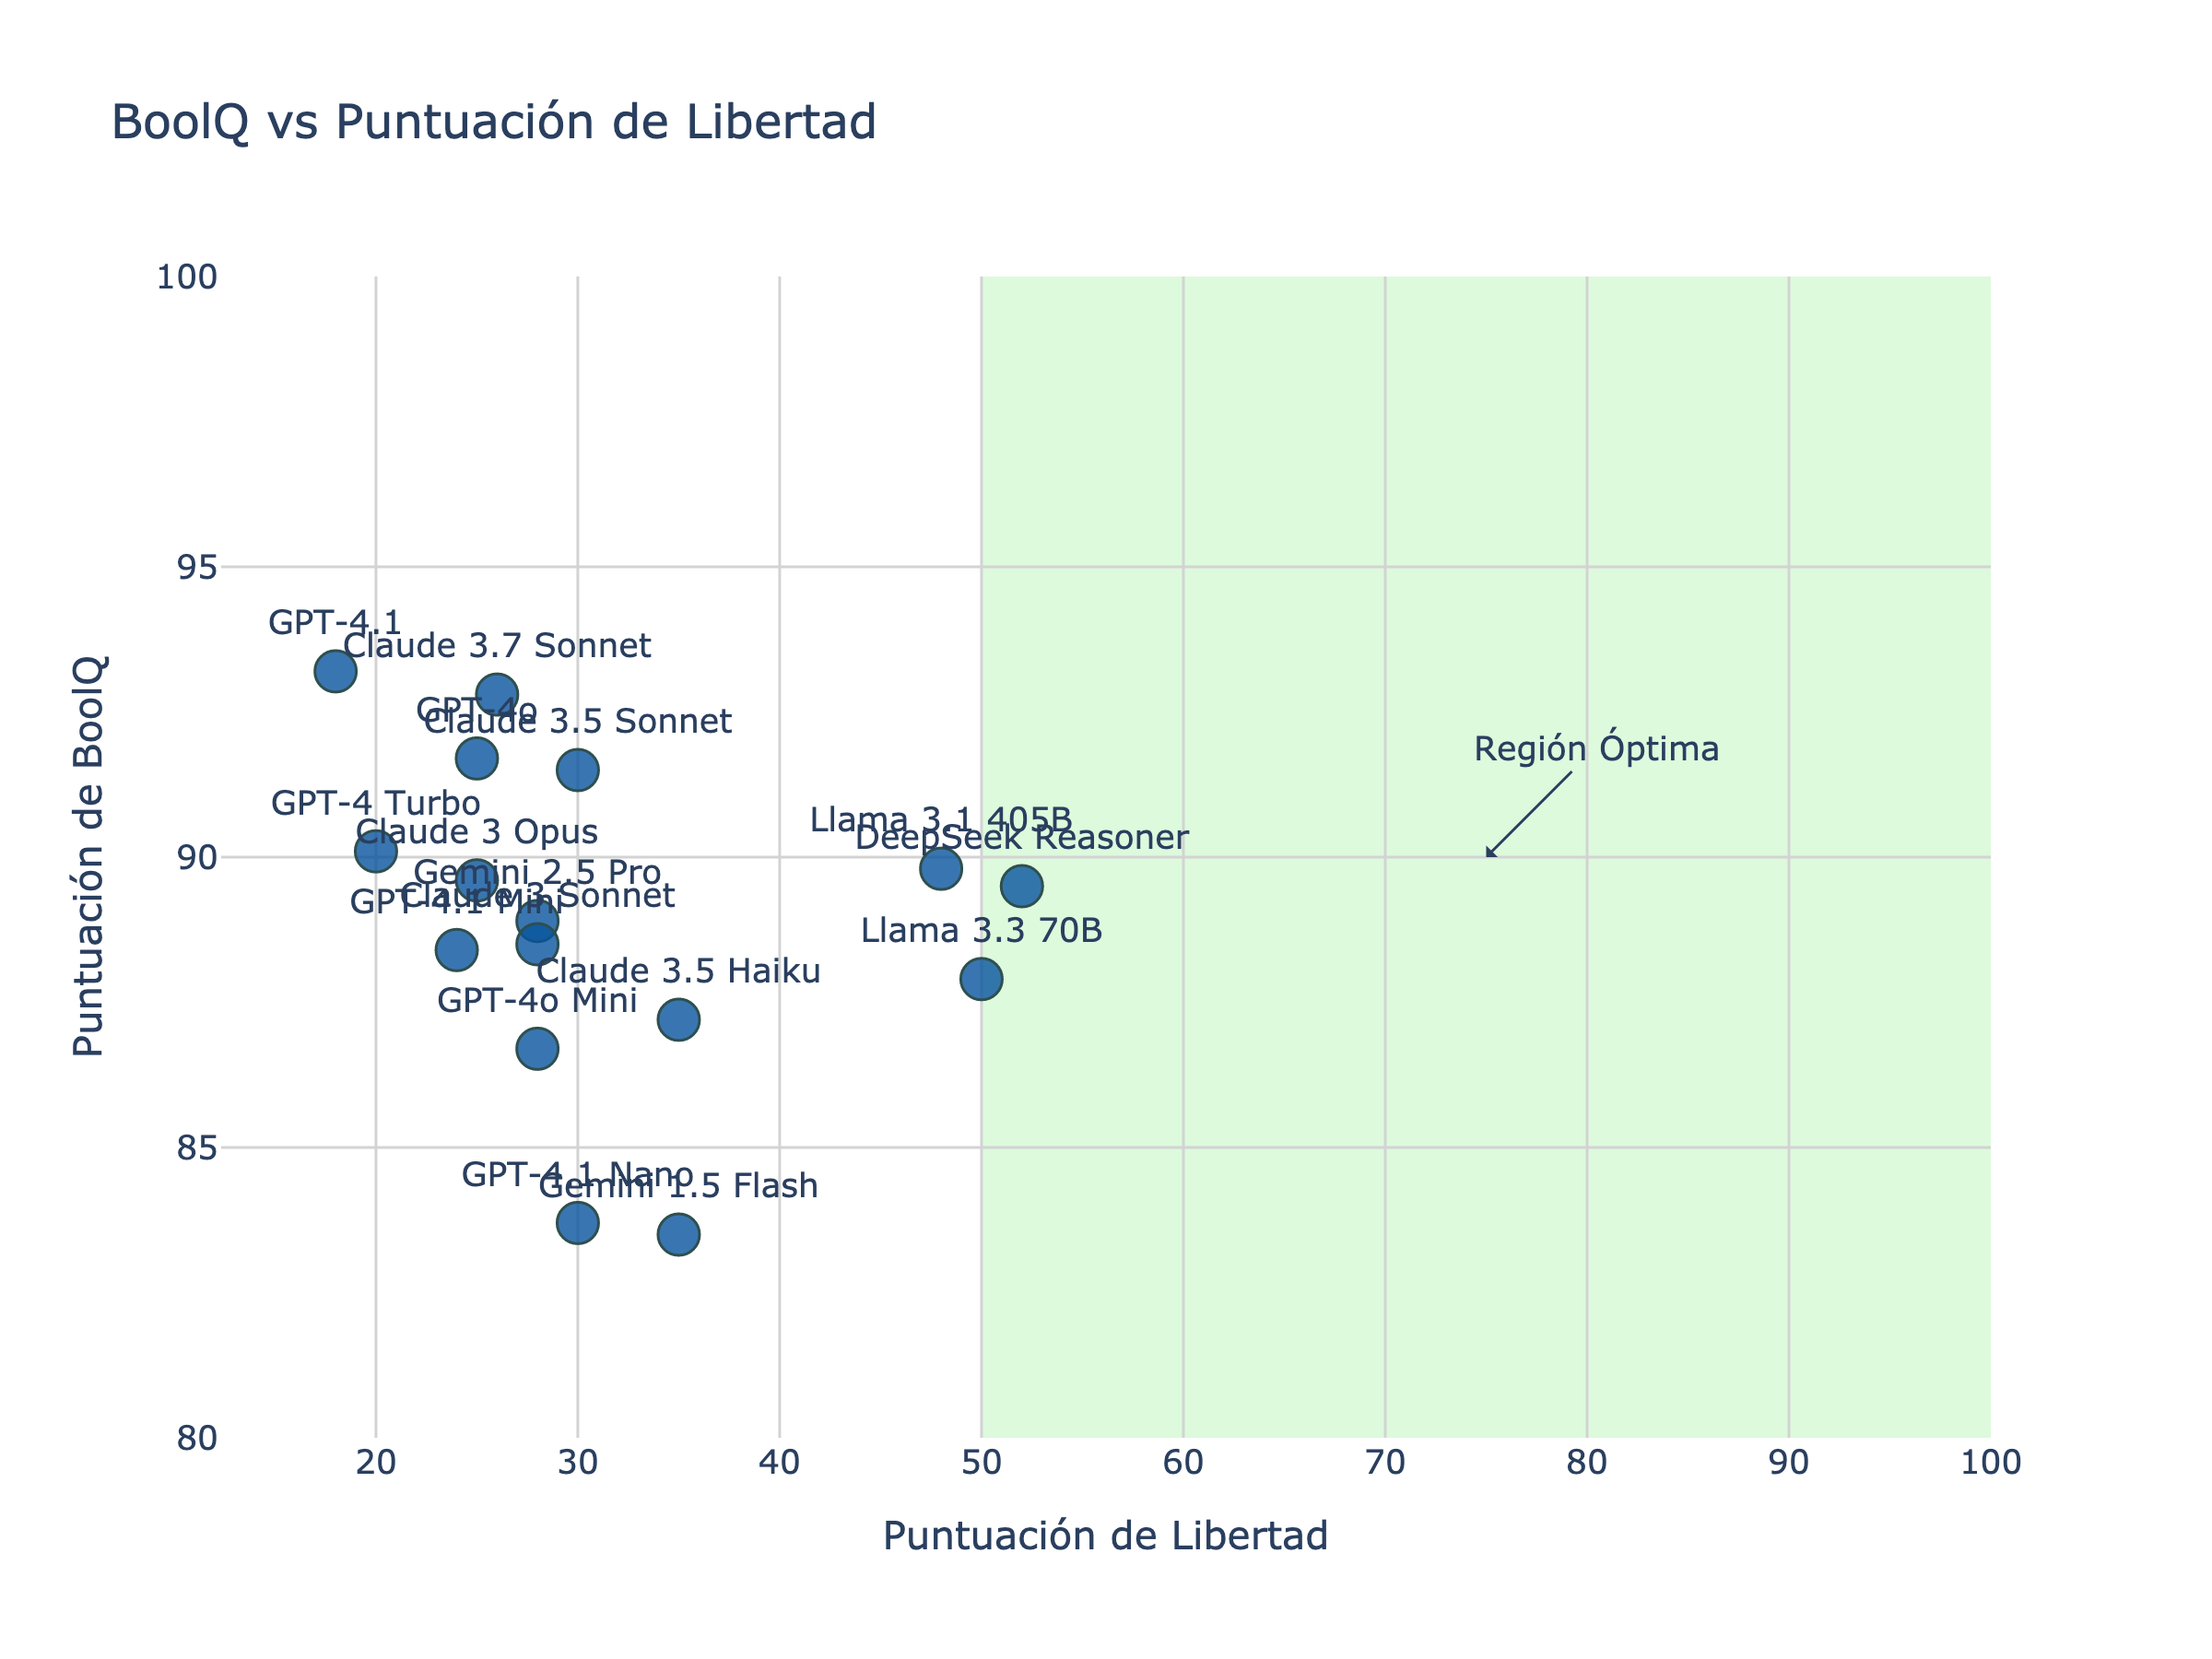 BoolQ vs Puntuación de Libertad
100
95
90
85
80
Puntuación de BoolQ
GPT-4.1
Claude 3.7 Sonnet
GPT-4o
Claude 3.5 Sonnet
Región Óptima
GPT-4 Turbo
Llama 3.1 405B
Claude 3 Opus
DeepSeek Reasoner
Gemini 2.5 Pro
Claude 3 Sonnet
GPT-4.1 Mini
Llama 3.3 70B
Claude 3.5 Haiku
GPT-4o Mini
GPT-4.1 Nano
Gemini 1.5 Flash
20 30 40 50 60 70 80 90 100
Puntuación de Libertad